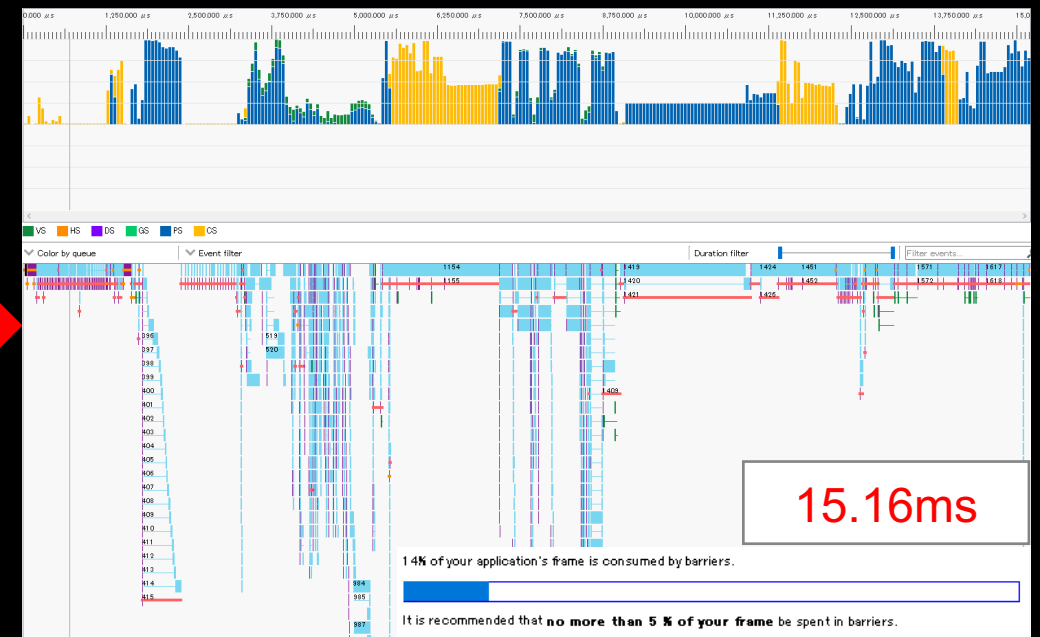 0.000 µs 1,250.000 µs 2,500.000 µs 3,750.000 µs 5,000.000 µs 6,250.000 µs 7,500.000 µs 8,750.000 µs 10,000.000 µs 11,250.000 µs 12,500.000 µs 13,750.000 µs 15,0
VS HS DS GS PS CS
Color by queue Event filter Duration filter Filter events...
1154 1419 1424 1451 1571 1617
1155 1420 1452 1572 1618
1421 1425
396 519
397 520
398
399
400 1409
401
402
403
404
405
406
407
408
409
410
411
412
413
414 984
415 985
987
15.16ms
14% of your application's frame is consumed by barriers.
It is recommended that no more than 5 % of your frame be spent in barriers.